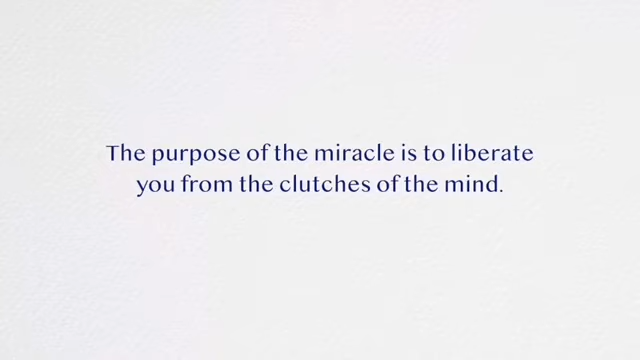 The purpose of the miracle is to liberate
you from the clutches of the mind.